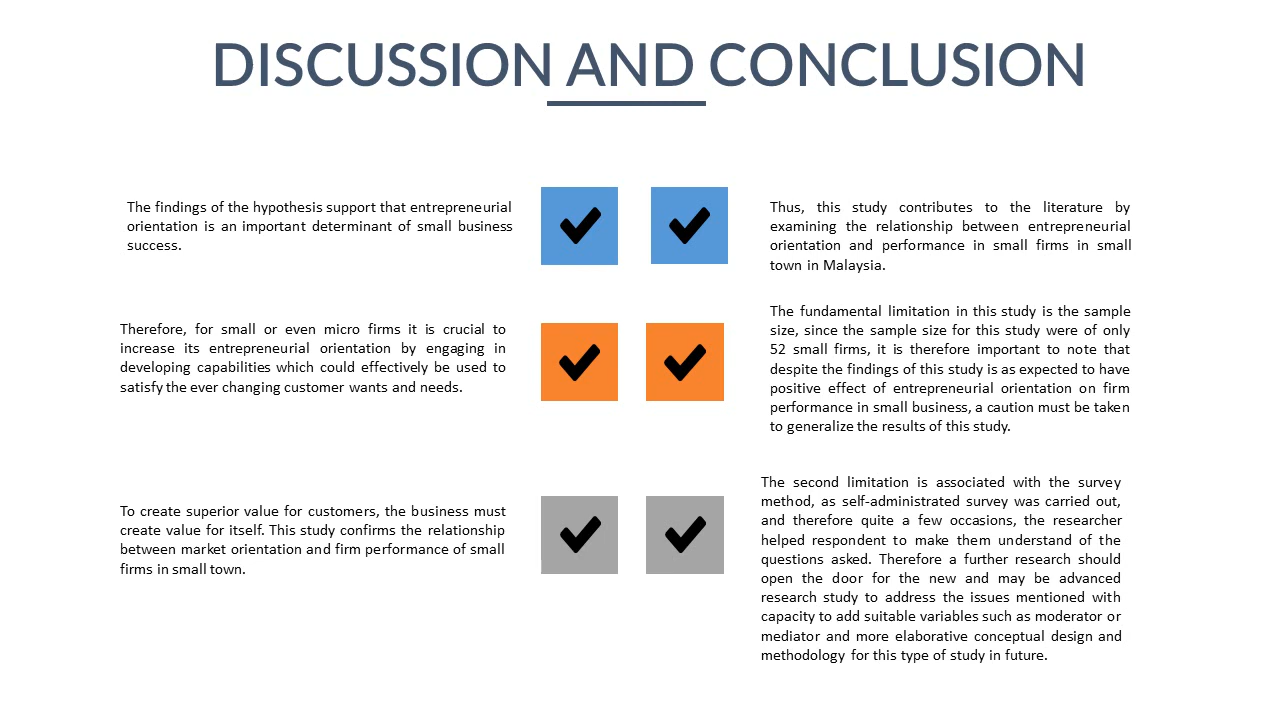 DISCUSSION AND CONCLUSION
The findings of the hypothesis support that entrepreneurial
orientation is an important determinant of small business
success.
Thus, this study contributes to the literature by
examining the relationship between entrepreneurial
orientation and performance in small firms in small
town in Malaysia.
Therefore, for small or even micro firms it is crucial to
increase its entrepreneurial orientation by engaging in
developing capabilities which could effectively be used to
satisfy the ever changing customer wants and needs.
The fundamental limitation in this study is the sample
size, since the sample size for this study were of only
52 small firms, it is therefore important to note that
despite the findings of this study is as expected to have
positive effect of entrepreneurial orientation on firm
performance in small business, a caution must be taken
to generalize the results of this study.
To create superior value for customers, the business must
create value for itself. This study confirms the relationship
between market orientation and firm performance of small
firms in small town.
The second limitation is associated with the survey
method, as self-administrated survey was carried out,
and therefore quite a few occasions, the researcher
helped respondent to make them understand of the
questions asked. Therefore a further research should
open the door for the new and may be advanced
research study to address the issues mentioned with
capacity to add suitable variables such as moderator or
mediator and more elaborative conceptual design and
methodology for this type of study in future.